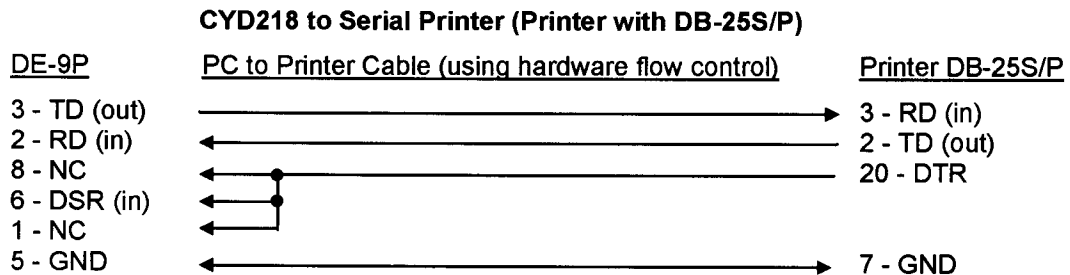 CYD218 to Serial Printer (Printer with DB-25S/P)
DE-9P PC to Printer Cable (using hardware flow control) Printer DB-25S/P
3 - TD (out) 3 - RD (in)
2 - RD (in) 2 - TD (out)
8 - NC 20 - DTR
6 - DSR (in)
1 - NC
5 - GND 7 - GND